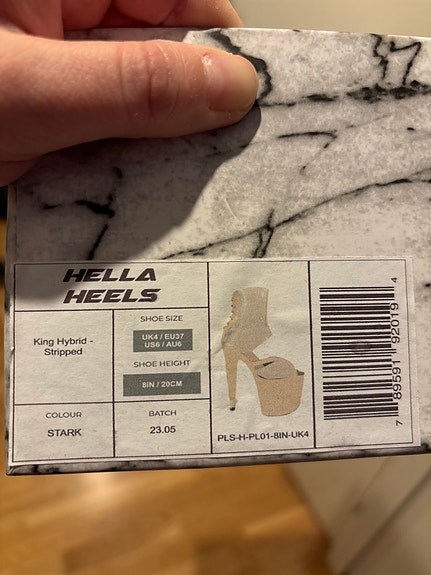 HELLA
HEELS
King Hybrid -
Stripped
SHOE SIZE
UK4 / EU37
US6 / AU6
SHOE HEIGHT
8IN / 20CM
COLOUR
STARK
BATCH
23.05
PLS-H-PL01-8IN-UK4
7 89591 92019 4